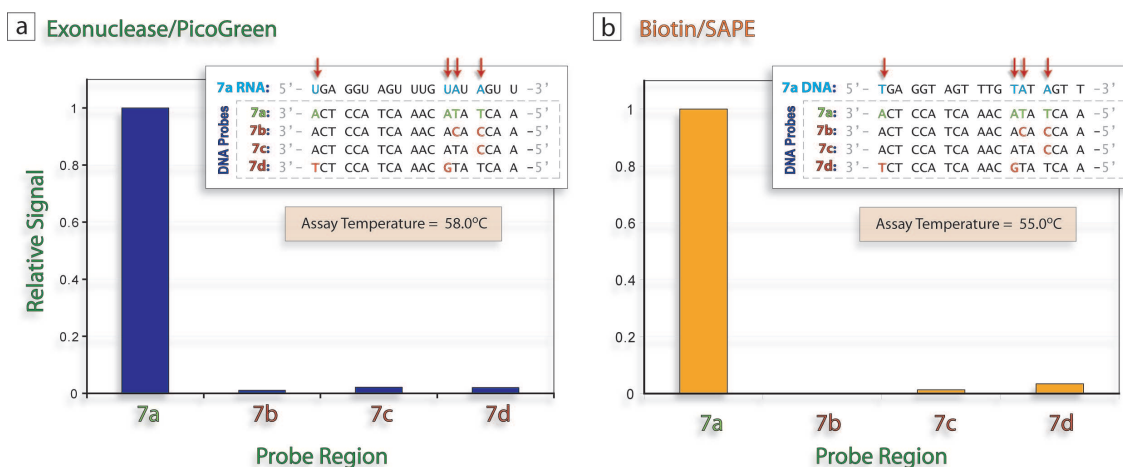 a Exonuclease/PicoGreen
7a RNA: 5'- UGA GGU AGU UUG UAU AGU U -3'
DNA Probes
7a: 3'- ACT CCA TCA AAC ATA TCA A -5'
7b: 3'- ACT CCA TCA AAC ACA CCA A -5'
7c: 3'- ACT CCA TCA AAC ATA CCA A -5'
7d: 3'- TCT CCA TCA AAC GTA TCA A -5'
Assay Temperature = 58.0°C
Relative Signal
1
0.8
0.6
0.4
0.2
0
7a 7b 7c 7d
Probe Region
b Biotin/SAPE
7a DNA: 5'- TGA GGT AGT TTG TAT AGT T -3'
DNA Probes
7a: 3'- ACT CCA TCA AAC ATA TCA A -5'
7b: 3'- ACT CCA TCA AAC ACA CCA A -5'
7c: 3'- ACT CCA TCA AAC ATA CCA A -5'
7d: 3'- TCT CCA TCA AAC GTA TCA A -5'
Assay Temperature = 55.0°C
1
0.8
0.6
0.4
0.2
0
7a 7b 7c 7d
Probe Region